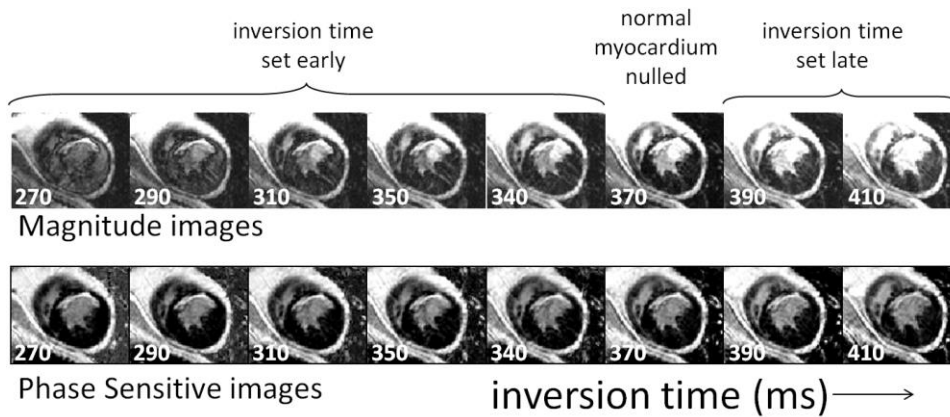 inversion time
set early
normal
myocardium
nulled
inversion time
set late
270 290 310 350 340 370 390 410
Magnitude images
270 290 310 350 340 370 390 410
Phase Sensitive images
inversion time (ms)